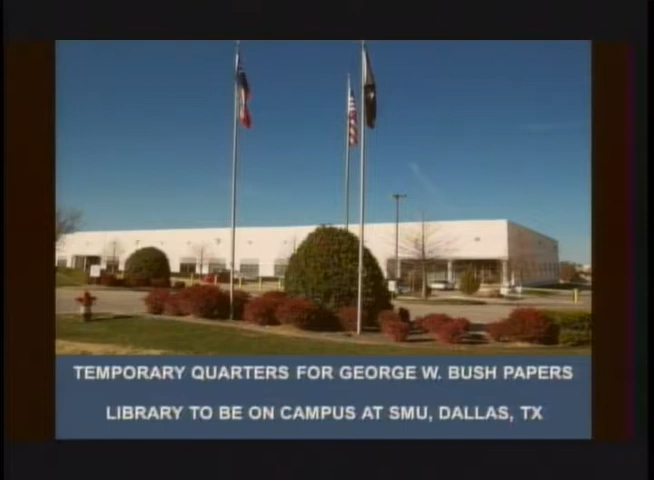 TEMPORARY QUARTERS FOR GEORGE W. BUSH PAPERS
LIBRARY TO BE ON CAMPUS AT SMU, DALLAS, TX